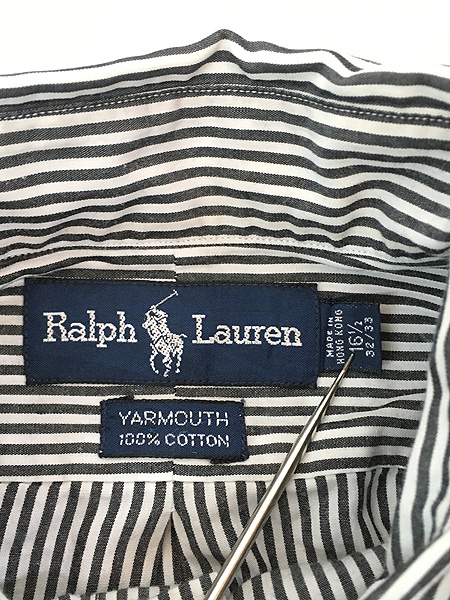 Ralph Lauren
MADE IN
HONG KONG
16½
32/33
YARMOUTH
100% COTTON